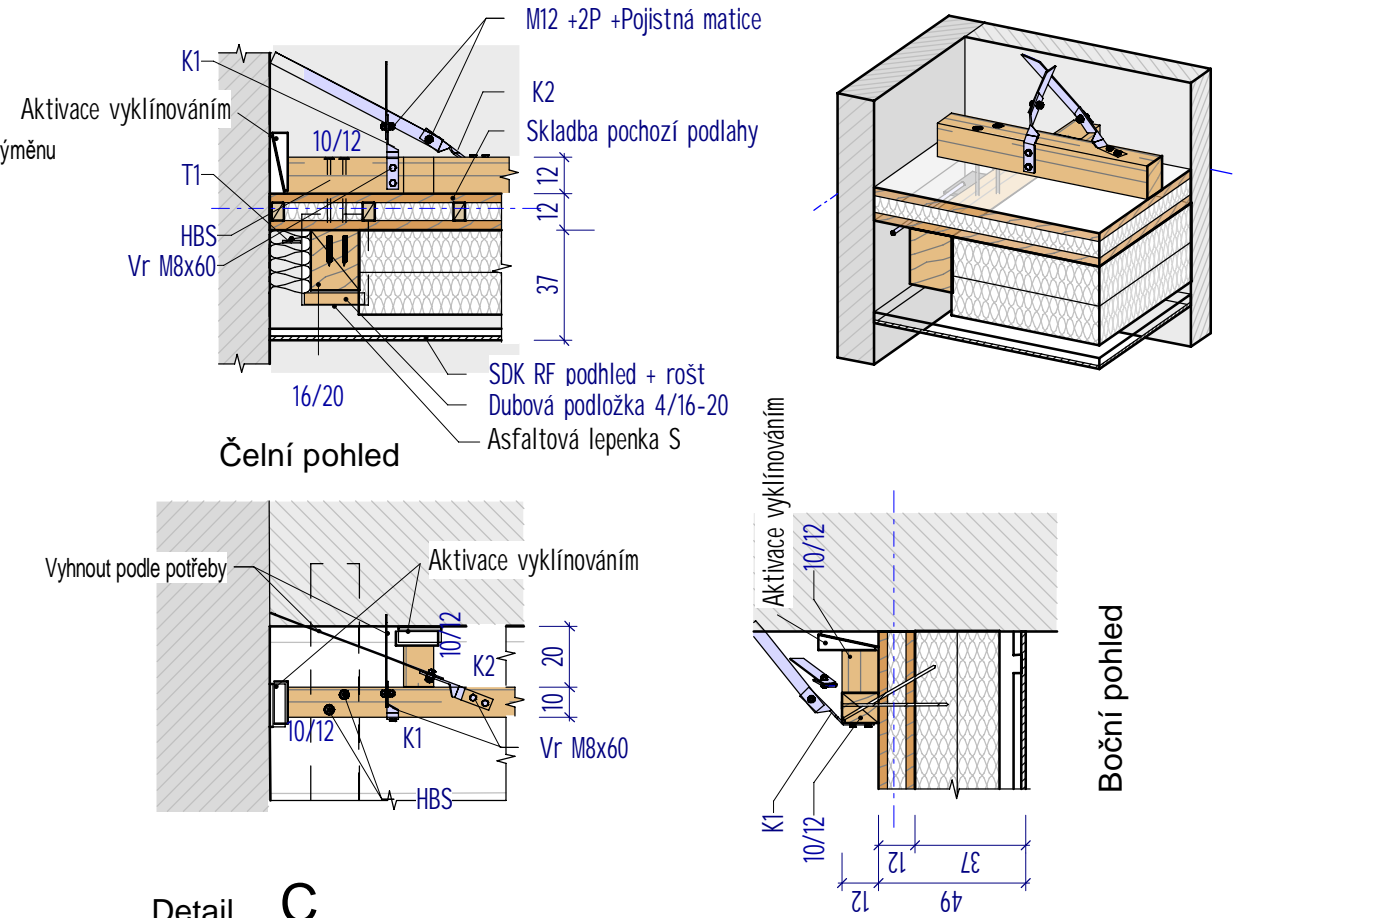 M12 +2P +Pojistná matice
K1
K2
Aktivace vyklínováním
10/12
Skladba pochozí podlahy
ýměnu
T1
12
12
HBS
Vr M8x60
37
SDK RF podhled + rošt
16/20
Dubová podložka 4/16-20
Asfaltová lepenka S
Čelní pohled
Vyhnout podle potřeby
Aktivace vyklínováním
10/12
K2
20
10
10/12
K1
Vr M8x60
HBS
Aktivace vyklínováním
10/12
Boční pohled
K1
10/12
12
37
12
49
Detail C